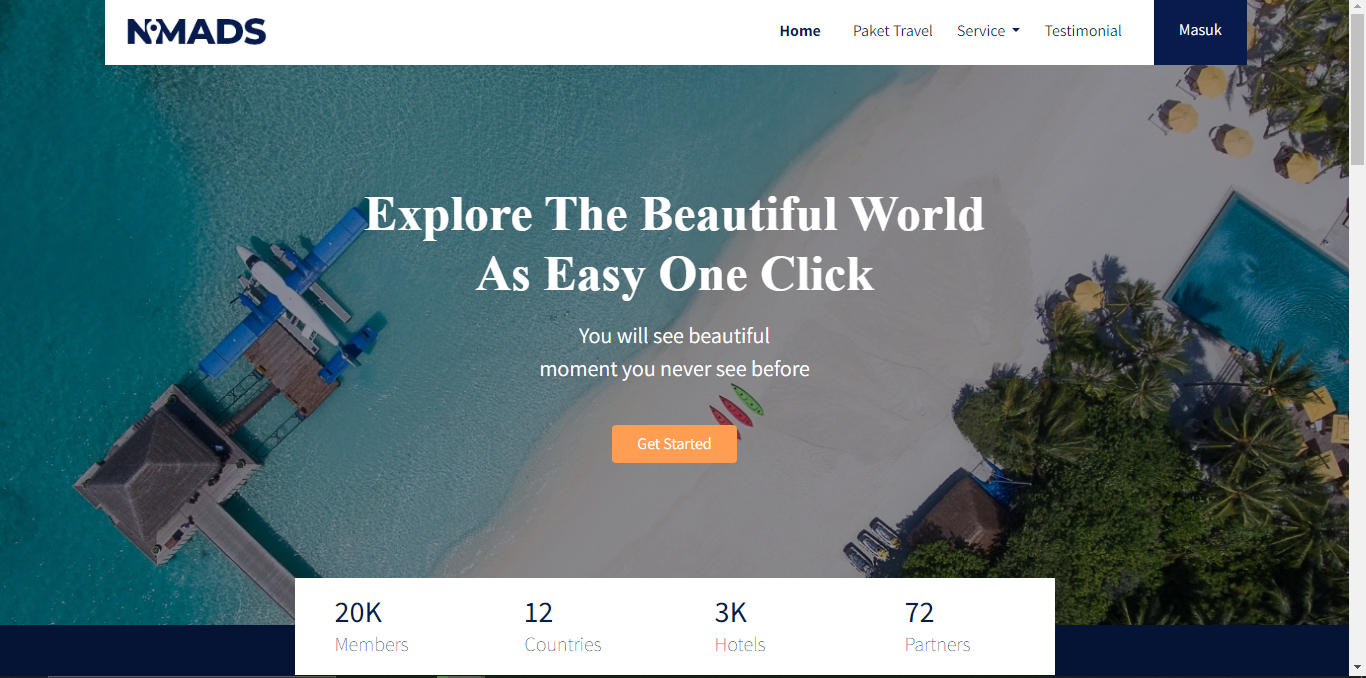 NOMADS
Home Paket Travel Service Testimonial Masuk
Explore The Beautiful World
As Easy One Click
You will see beautiful
moment you never see before
Get Started
20K 12 3K 72
Members Countries Hotels Partners